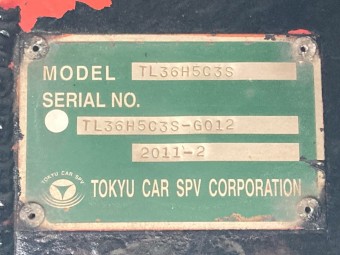 MODEL TL36H5C3S
SERIAL NO.
TL36H5C3S-G012
2011-2
TOKYU CAR SPV
TOKYU CAR SPV CORPORATION